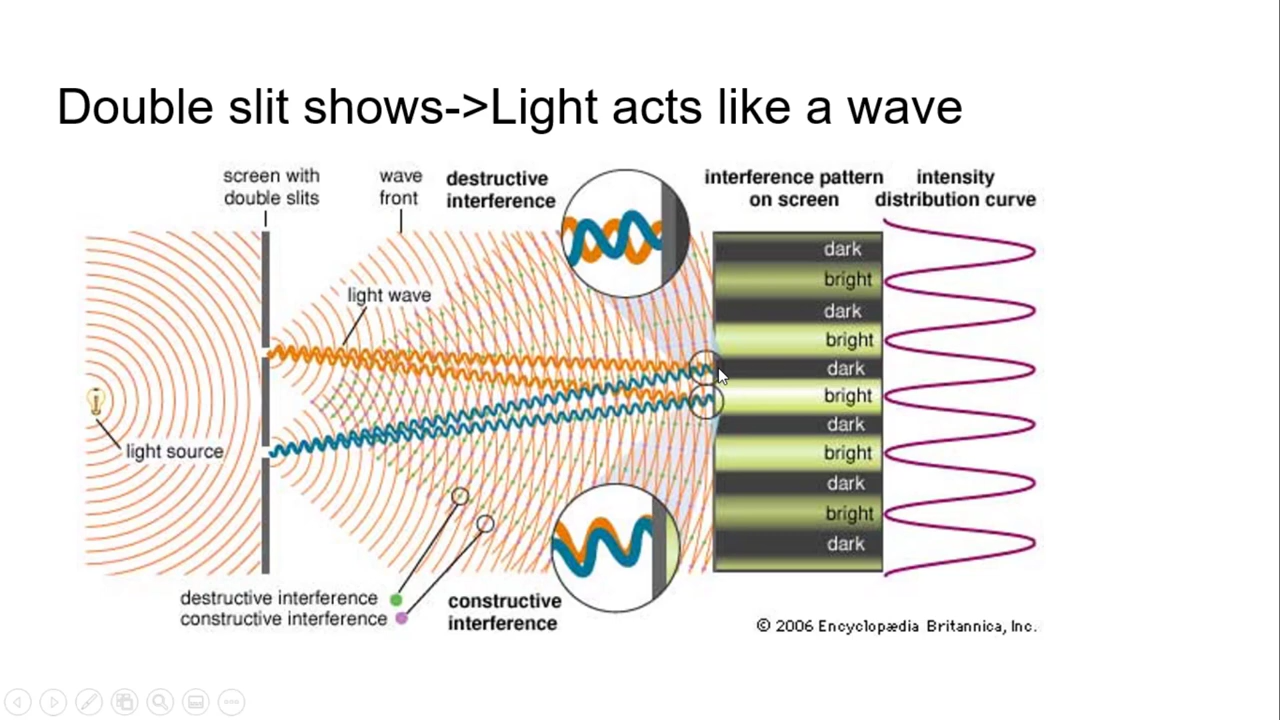 Double slit shows->Light acts like a wave
screen with
double slits
wave
front
destructive
interference
interference pattern
on screen
intensity
distribution curve
light wave
light source
dark
bright
dark
bright
dark
bright
dark
bright
dark
bright
dark
destructive interference
constructive interference
constructive
interference
© 2006 Encyclopædia Britannica, Inc.